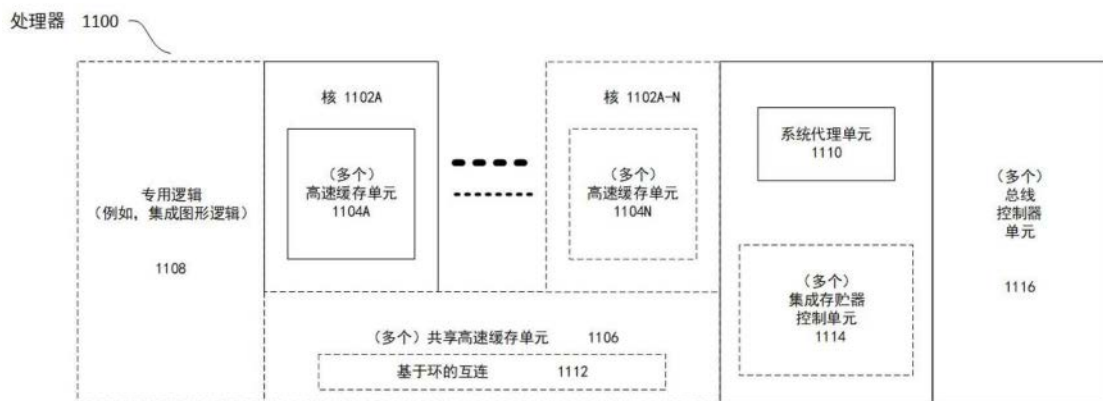 处理器 1100
核 1102A
核 1102A-N
系统代理单元
1110
(多个)
高速缓存单元
1104A
(多个)
高速缓存单元
1104N
专用逻辑
(例如, 集成图形逻辑)
1108
(多个)
总线
控制器
单元
1116
(多个)
集成存贮器
控制单元
1114
(多个) 共享高速缓存单元 1106
基于环的互连 1112